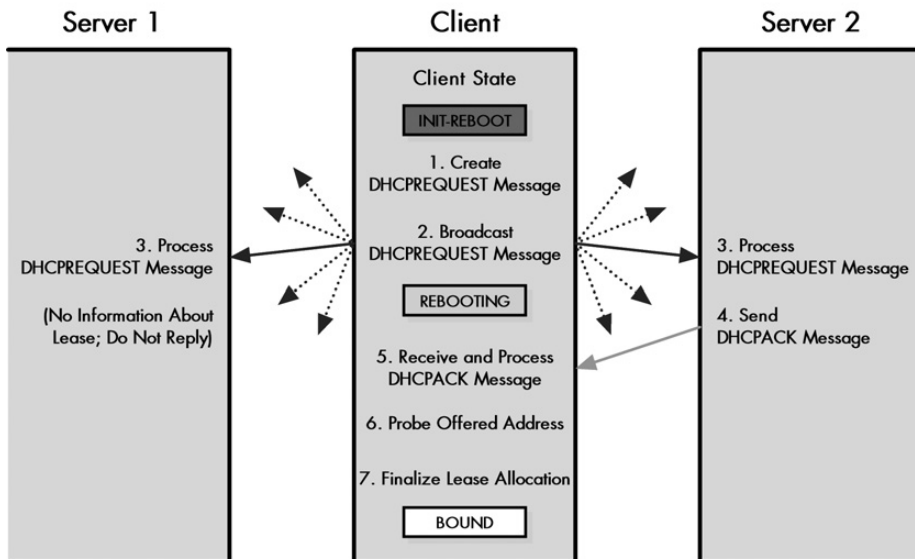 Server 1
Client
Server 2
Client State
INIT-REBOOT
1. Create
DHCPREQUEST Message
2. Broadcast
DHCPREQUEST Message
3. Process
DHCPREQUEST Message
(No Information About
Lease; Do Not Reply)
3. Process
DHCPREQUEST Message
REBOOTING
4. Send
DHCPACK Message
5. Receive and Process
DHCPACK Message
6. Probe Offered Address
7. Finalize Lease Allocation
BOUND